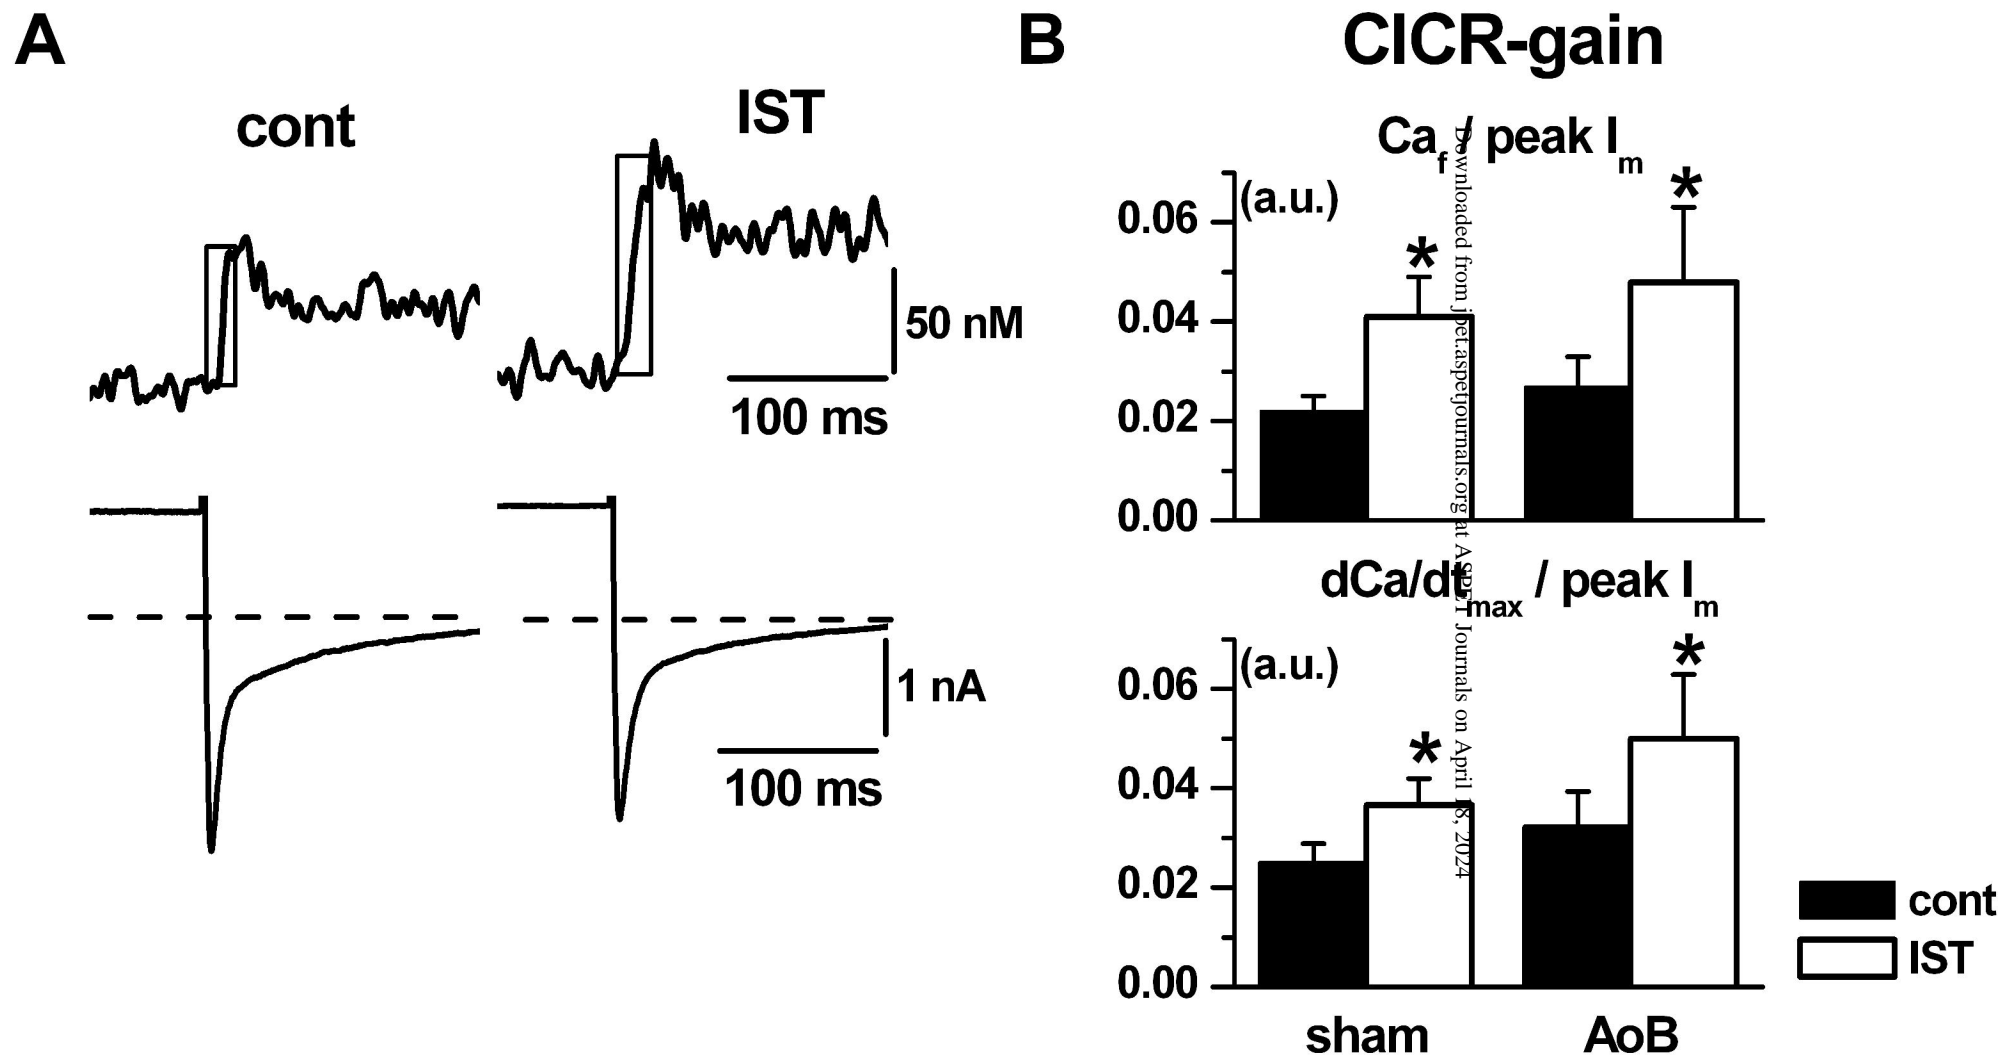 A
cont
IST
50 nM
100 ms
1 nA
100 ms
B
CICR-gain
Caf / peak Im
(a.u.)
*
*
0.06
0.04
0.02
0.00
dCa/dtmax / peak Im
(a.u.)
*
*
0.06
0.04
0.02
0.00
sham
AoB
cont
IST
Downloaded from jpet.aspetjournals.org at ASPET Journals on April 18, 2024